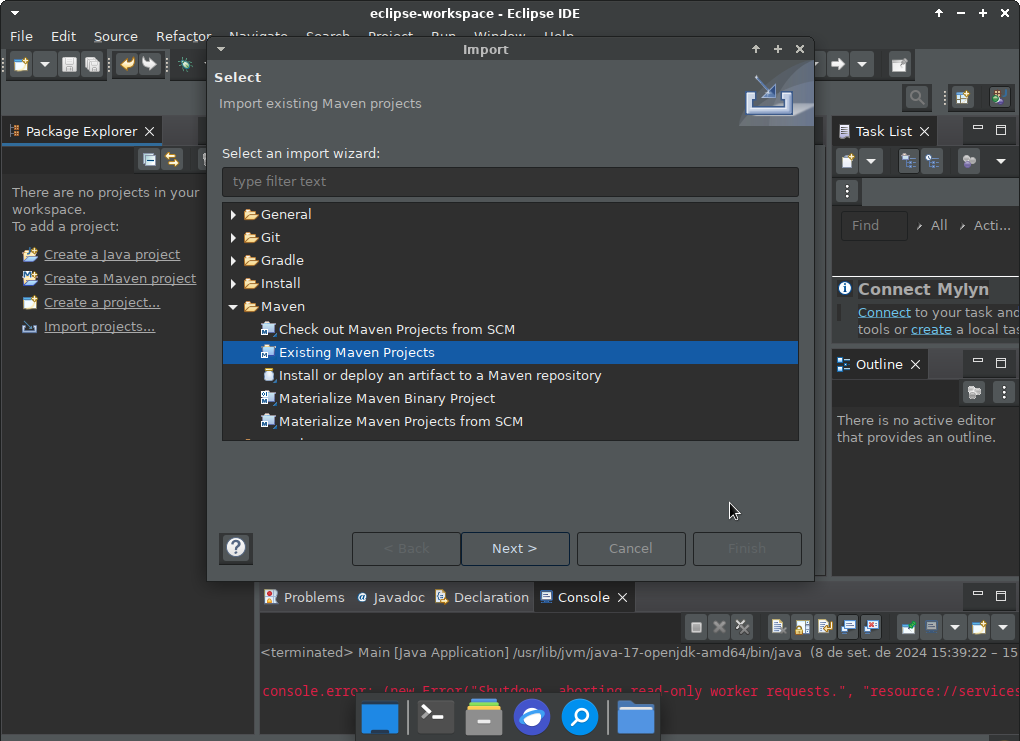 eclipse-workspace - Eclipse IDE
File Edit Source Refactor Navigate Search Project Run Window Help
Import
Select
Import existing Maven projects
Select an import wizard:
type filter text
General
Git
Gradle
Install
Maven
Check out Maven Projects from SCM
Existing Maven Projects
Install or deploy an artifact to a Maven repository
Materialize Maven Binary Project
Materialize Maven Projects from SCM
< Back Next > Cancel Finish
Package Explorer
There are no projects in your
workspace.
To add a project:
Create a Java project
Create a Maven project
Create a project...
Import projects...
Task List
Find All Acti...
Connect Mylyn
Connect to your task and
tools or create a local tas
Outline
There is no active editor
that provides an outline.
Problems Javadoc Declaration Console
<terminated> Main [Java Application] /usr/lib/jvm/java-17-openjdk-amd64/bin/java (8 de set. de 2024 15:39:22 – 15
console.error: (new Error("Shutdown, aborting read-only worker requests.", "resource://services